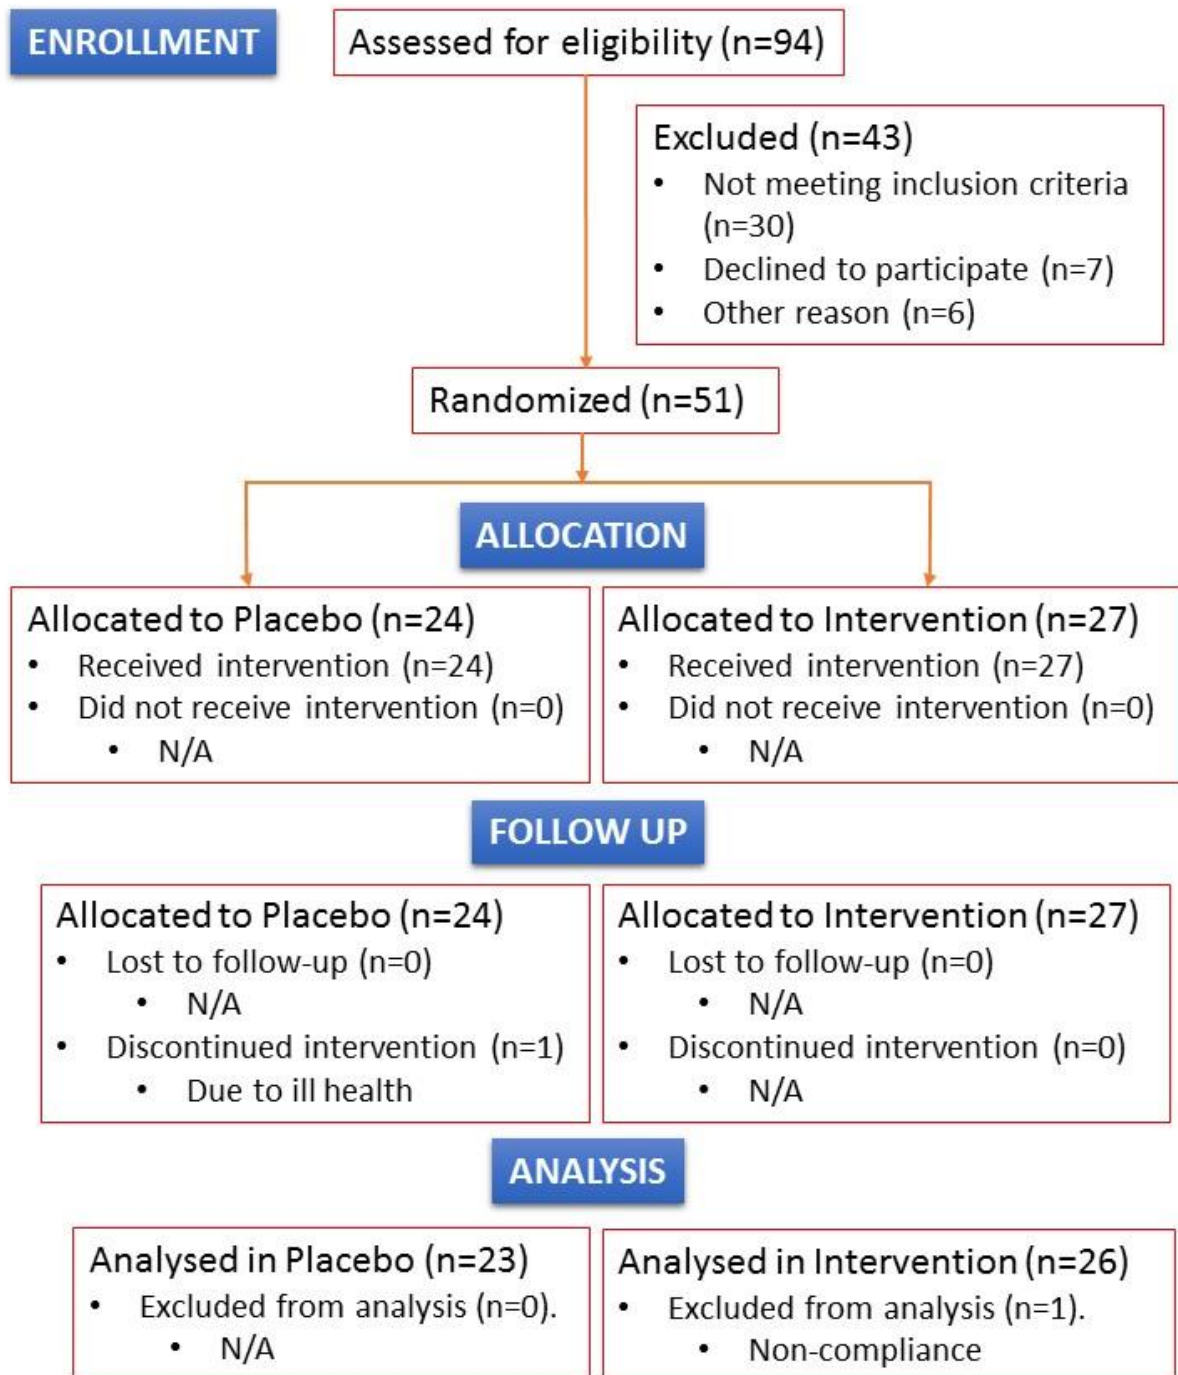 ENROLLMENT
Assessed for eligibility (n=94)
Excluded (n=43)
• Not meeting inclusion criteria
(n=30)
• Declined to participate (n=7)
• Other reason (n=6)
Randomized (n=51)
ALLOCATION
Allocated to Placebo (n=24)
• Received intervention (n=24)
• Did not receive intervention (n=0)
• N/A
Allocated to Intervention (n=27)
• Received intervention (n=27)
• Did not receive intervention (n=0)
• N/A
FOLLOW UP
Allocated to Placebo (n=24)
• Lost to follow-up (n=0)
• N/A
• Discontinued intervention (n=1)
• Due to ill health
Allocated to Intervention (n=27)
• Lost to follow-up (n=0)
• N/A
• Discontinued intervention (n=0)
• N/A
ANALYSIS
Analysed in Placebo (n=23)
• Excluded from analysis (n=0).
• N/A
Analysed in Intervention (n=26)
• Excluded from analysis (n=1).
• Non-compliance